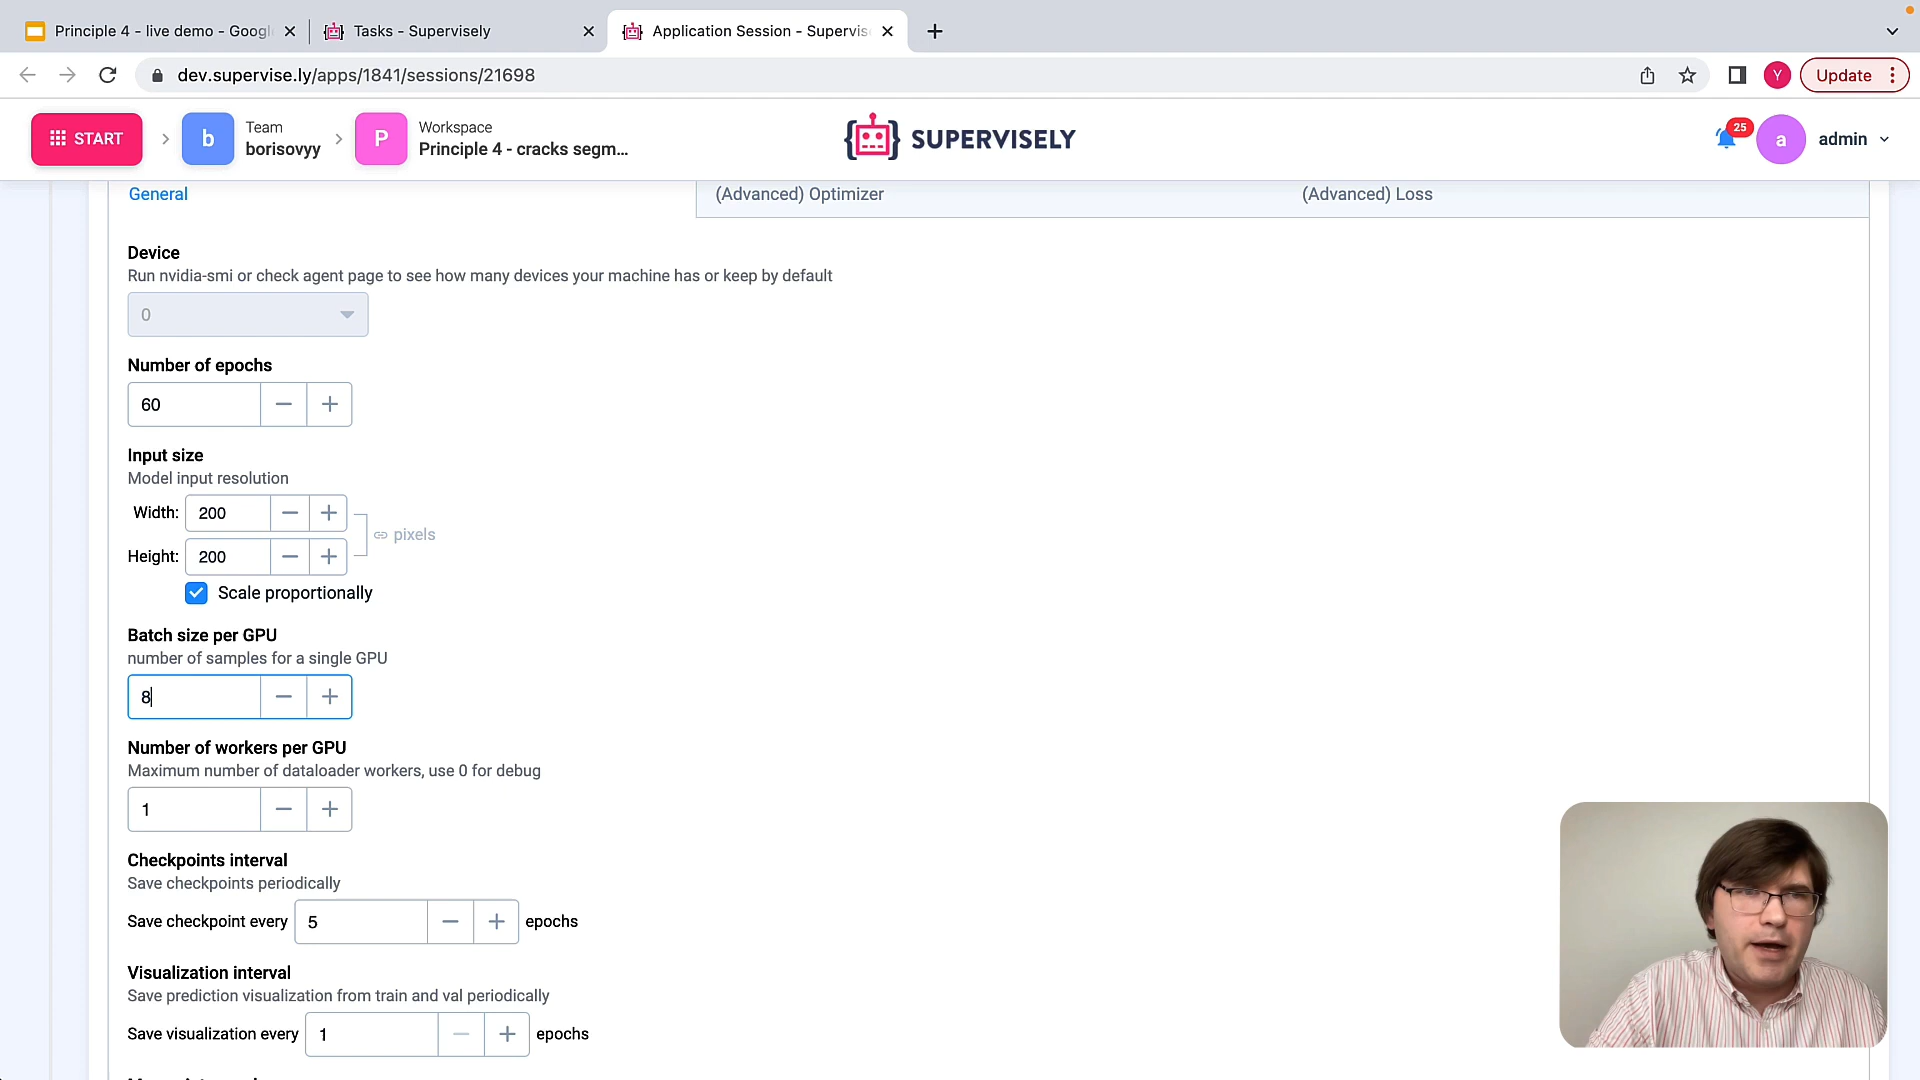 Principle 4 - live demo - Googl
Tasks - Supervisely
Application Session - Supervise
dev.supervise.ly/apps/1841/sessions/21698
Y
Update
START
b
Team
borisovyy
P
Workspace
Principle 4 - cracks segm...
SUPERVISELY
25
a
admin
General
(Advanced) Optimizer
(Advanced) Loss
Device
Run nvidia-smi or check agent page to see how many devices your machine has or keep by default
0
Number of epochs
60
Input size
Model input resolution
Width: 200
pixels
Height: 200
Scale proportionally
Batch size per GPU
number of samples for a single GPU
8
Number of workers per GPU
Maximum number of dataloader workers, use 0 for debug
1
Checkpoints interval
Save checkpoints periodically
Save checkpoint every 5 epochs
Visualization interval
Save prediction visualization from train and val periodically
Save visualization every 1 epochs